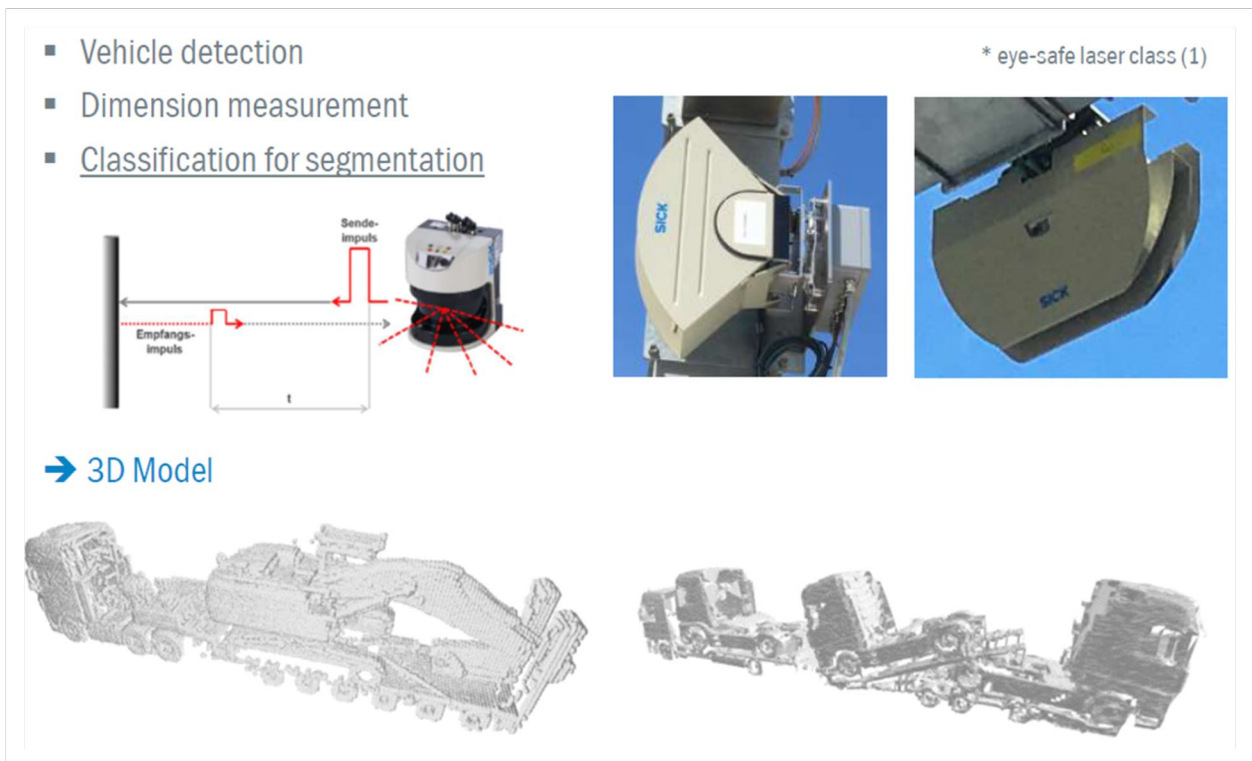 ▪ Vehicle detection
* eye-safe laser class (1)
▪ Dimension measurement
▪ Classification for segmentation
Sende-
impuls
Empfangs-
impuls
t
SICK
SICK
➔ 3D Model